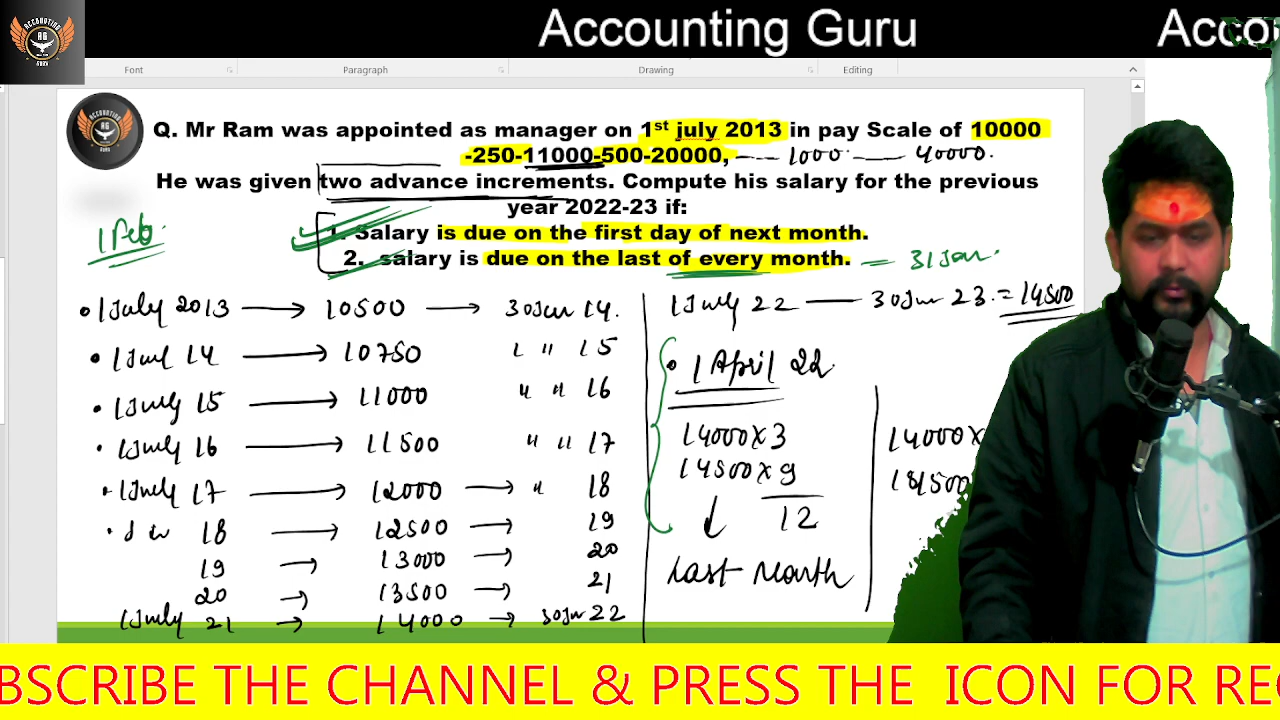 Accounting Guru
Acco
ACCOUNTING
AG
GURU
Font
Paragraph
Drawing
Editing
Q. Mr Ram was appointed as manager on 1st july 2013 in pay Scale of 10000
-250-11000-500-20000, --- 1000 — 40000.
He was given two advance increments. Compute his salary for the previous
year 2022-23 if:
1 Feb
1. Salary is due on the first day of next month.
2. salary is due on the last of every month. = 31 Jan.
• 1 July 2013 → 10500 → 30 Jun 14.
• 1 July 14 → 10750 " 15
• 1 July 15 → 11000 " " 16
• 1 July 16 → 11500 " " 17
• 1 July 17 → 12000 → " 18
18 → 12500 → 19
19 → 13000 → 20
20 → 13500 → 21
1 July 21 → 14000 → 30 Jun 22
1 July 22 — 30 Jun 23. = 14500
• 1 April 22.
14000 x 3
14500 x 9
↓ 12
Last Month
14000 x
BSCRIBE THE CHANNEL & PRESS THE ICON FOR REG